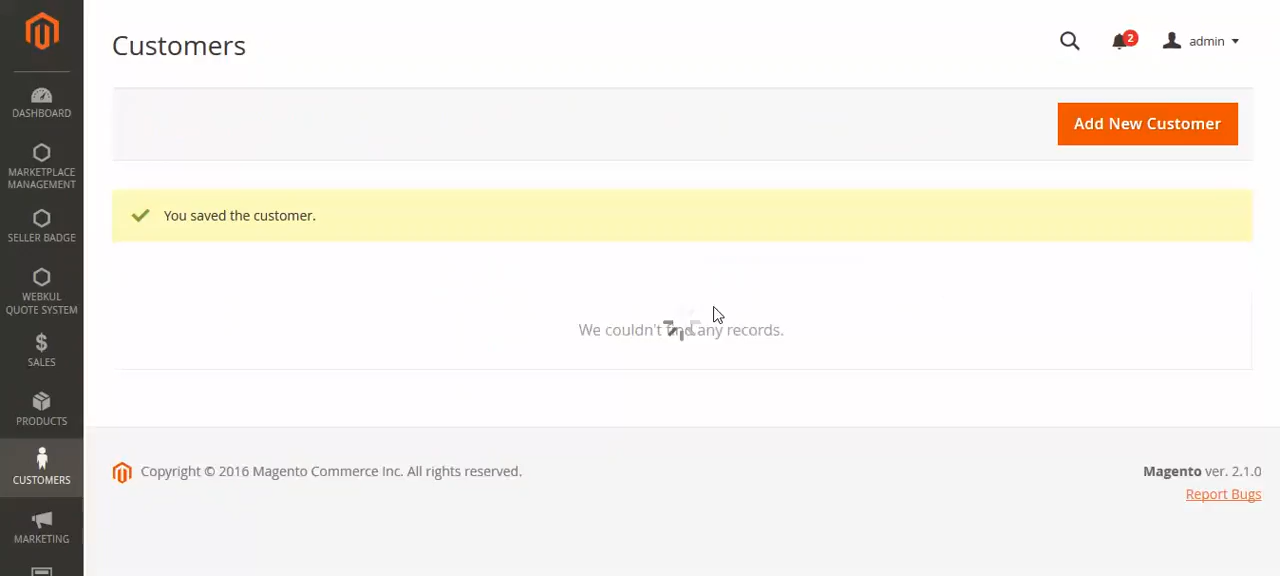 Customers
2
admin
DASHBOARD
Add New Customer
MARKETPLACE
MANAGEMENT
You saved the customer.
SELLER BADGE
WEBKUL
QUOTE SYSTEM
We couldn't find any records.
SALES
PRODUCTS
CUSTOMERS
Copyright © 2016 Magento Commerce Inc. All rights reserved.
Magento ver. 2.1.0
Report Bugs
MARKETING